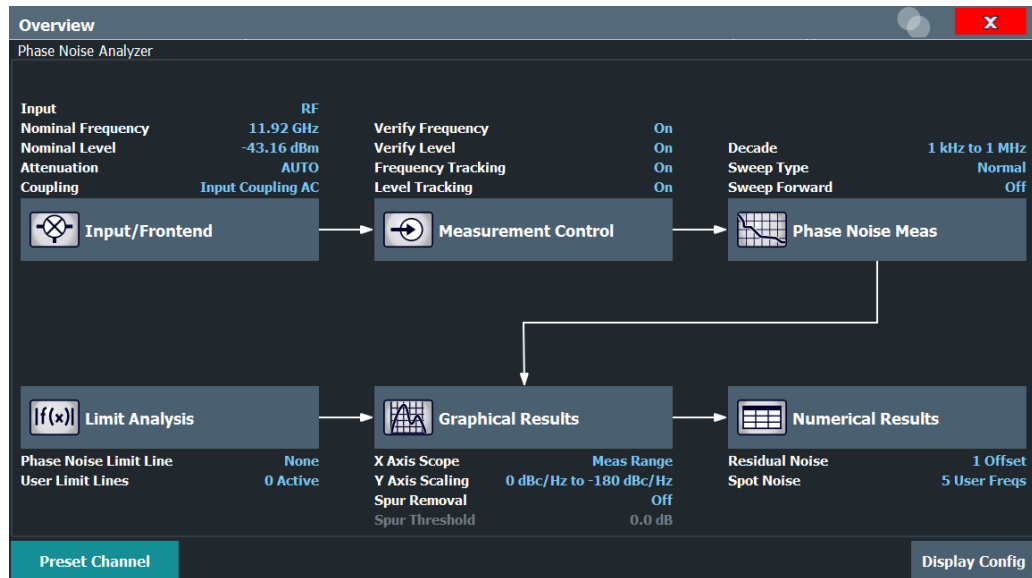 Overview
X
Phase Noise Analyzer
Input RF
Nominal Frequency 11.92 GHz
Nominal Level -43.16 dBm
Attenuation AUTO
Coupling Input Coupling AC
Verify Frequency On
Verify Level On
Frequency Tracking On
Level Tracking On
Decade 1 kHz to 1 MHz
Sweep Type Normal
Sweep Forward Off
Input/Frontend
Measurement Control
Phase Noise Meas
|f(x)| Limit Analysis
Graphical Results
Numerical Results
Phase Noise Limit Line None
User Limit Lines 0 Active
X Axis Scope Meas Range
Y Axis Scaling 0 dBc/Hz to -180 dBc/Hz
Spur Removal Off
Spur Threshold 0.0 dB
Residual Noise 1 Offset
Spot Noise 5 User Freqs
Preset Channel
Display Config